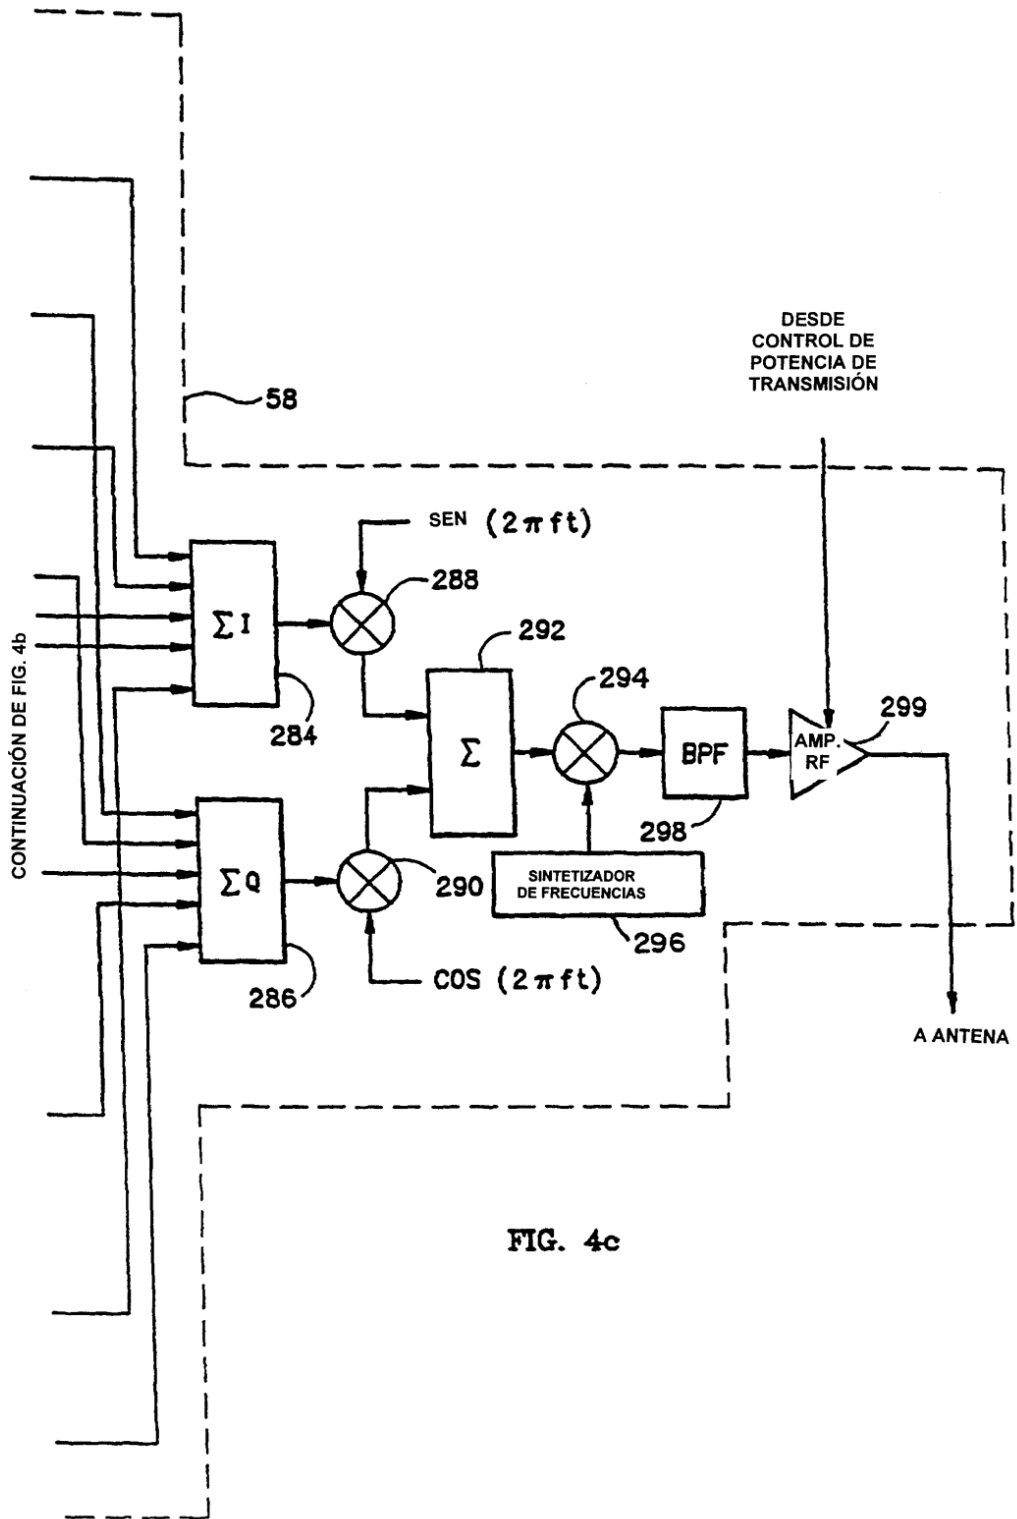 DESDE
CONTROL DE
POTENCIA DE
TRANSMISIÓN
58
SEN (2πft)
288
ΣI
284
292
Σ
294
BPF
298
AMP.
RF
299
CONTINUACIÓN DE FIG. 4b
ΣQ
286
290
COS (2πft)
SINTETIZADOR
DE FRECUENCIAS
296
A ANTENA
FIG. 4c